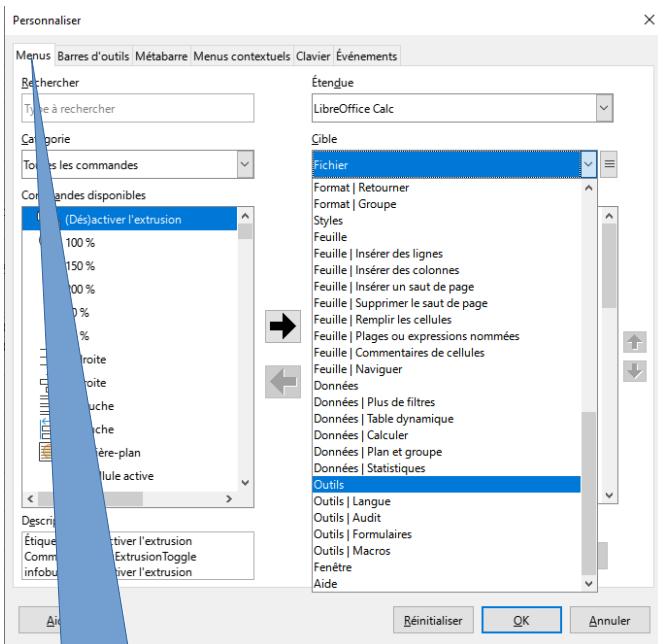 Personnaliser
Menus Barres d'outils Métabarre Menus contextuels Clavier Événements
Rechercher
à rechercher
Étendue
LibreOffice Calc
Catégorie
les commandes
Cible
Fichier
Commandes disponibles
(Dés)activer l'extrusion
100 %
150 %
200 %
%
%
droite
droite
Format | Retourner
Format | Groupe
Styles
Feuille
Feuille | Insérer des lignes
Feuille | Insérer des colonnes
Feuille | Insérer un saut de page
Feuille | Supprimer le saut de page
Feuille | Remplir les cellules
Feuille | Plages ou expressions nommées
Feuille | Commentaires de cellules
Feuille | Naviguer
Données
Données | Plus de filtres
Données | Table dynamique
Données | Calculer
Données | Plan et groupe
Données | Statistiques
Outils
Outils | Langue
Outils | Audit
Outils | Formulaires
Outils | Macros
Fenêtre
Aide
activer l'extrusion
ExtrusionToggle
activer l'extrusion
Réinitialiser OK Annuler